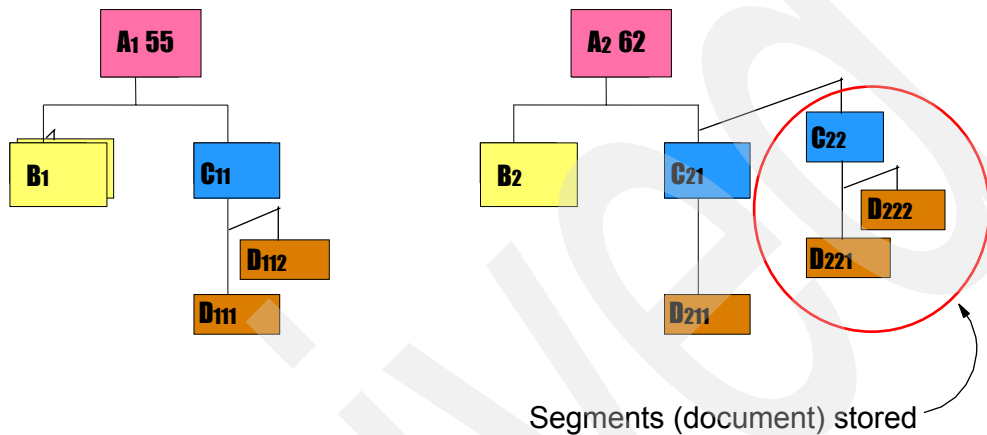 A1 55
A2 62
B1
C11
B2
C21
C22
D112
D222
D111
D211
D221
Segments (document) stored